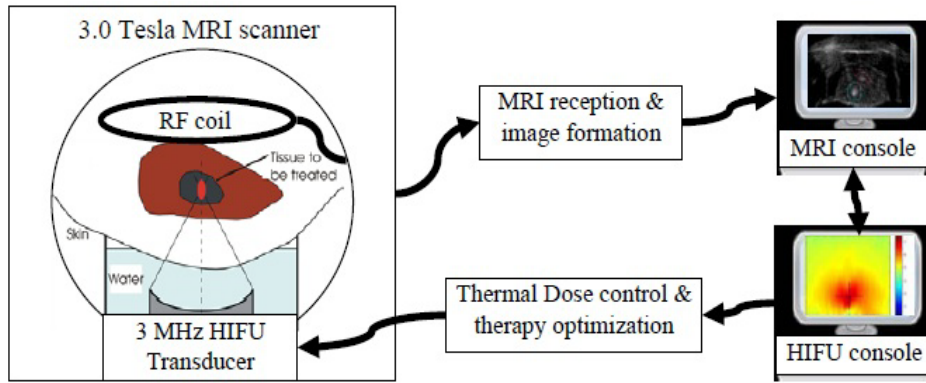 3.0 Tesla MRI scanner
RF coil
Tissue to
be treated
Skin
Water
3 MHz HIFU
Transducer
MRI reception &
image formation
MRI console
Thermal Dose control &
therapy optimization
HIFU console